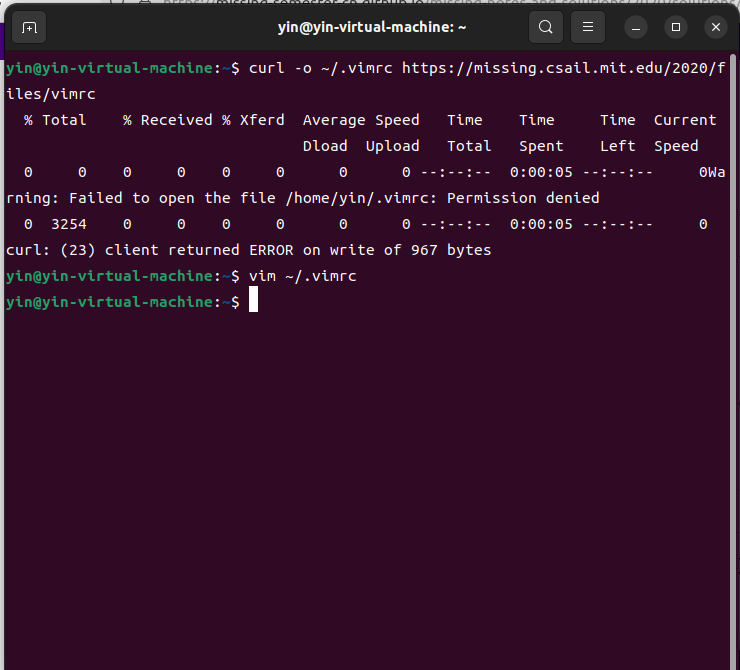 yin@yin-virtual-machine: ~
yin@yin-virtual-machine:~$ curl -o ~/.vimrc https://missing.csail.mit.edu/2020/f
iles/vimrc
  % Total    % Received % Xferd  Average Speed   Time    Time     Time  Current
                                 Dload  Upload   Total   Spent    Left  Speed
  0     0    0     0    0     0      0      0 --:--:--  0:00:05 --:--:--     0Wa
rning: Failed to open the file /home/yin/.vimrc: Permission denied
  0  3254    0     0    0     0      0      0 --:--:--  0:00:05 --:--:--     0
curl: (23) client returned ERROR on write of 967 bytes
yin@yin-virtual-machine:~$ vim ~/.vimrc
yin@yin-virtual-machine:~$